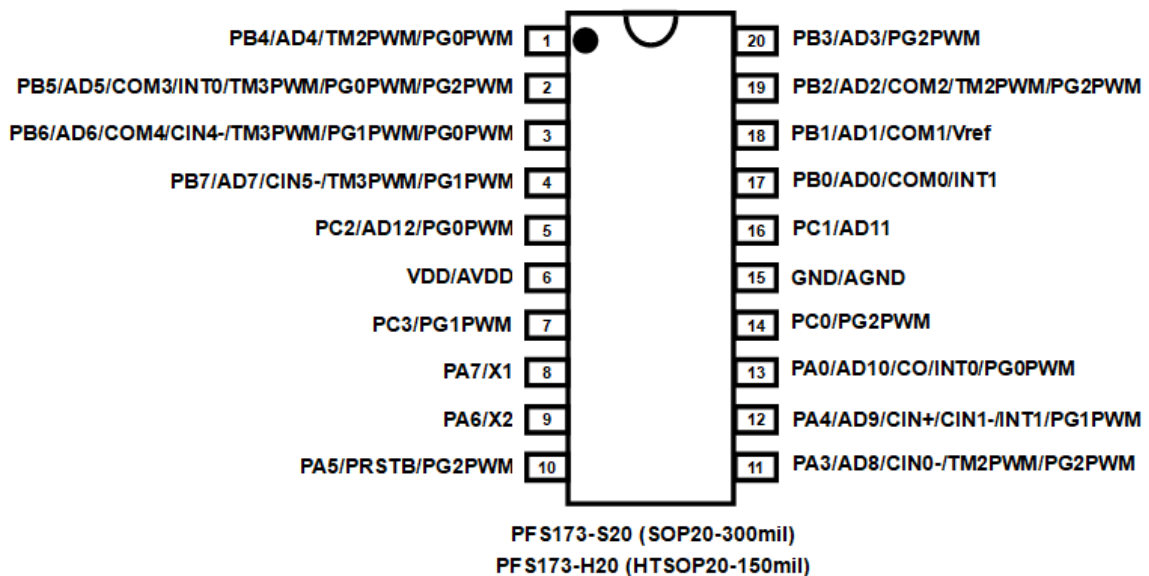 PB4/AD4/TM2PWM/PG0PWM 1 20 PB3/AD3/PG2PWM
PB5/AD5/COM3/INT0/TM3PWM/PG0PWM/PG2PWM 2 19 PB2/AD2/COM2/TM2PWM/PG2PWM
PB6/AD6/COM4/CIN4-/TM3PWM/PG1PWM/PG0PWM 3 18 PB1/AD1/COM1/Vref
PB7/AD7/CIN5-/TM3PWM/PG1PWM 4 17 PB0/AD0/COM0/INT1
PC2/AD12/PG0PWM 5 16 PC1/AD11
VDD/AVDD 6 15 GND/AGND
PC3/PG1PWM 7 14 PC0/PG2PWM
PA7/X1 8 13 PA0/AD10/CO/INT0/PG0PWM
PA6/X2 9 12 PA4/AD9/CIN+/CIN1-/INT1/PG1PWM
PA5/PRSTB/PG2PWM 10 11 PA3/AD8/CIN0-/TM2PWM/PG2PWM
PFS173-S20 (SOP20-300mil)
PFS173-H20 (HTSOP20-150mil)